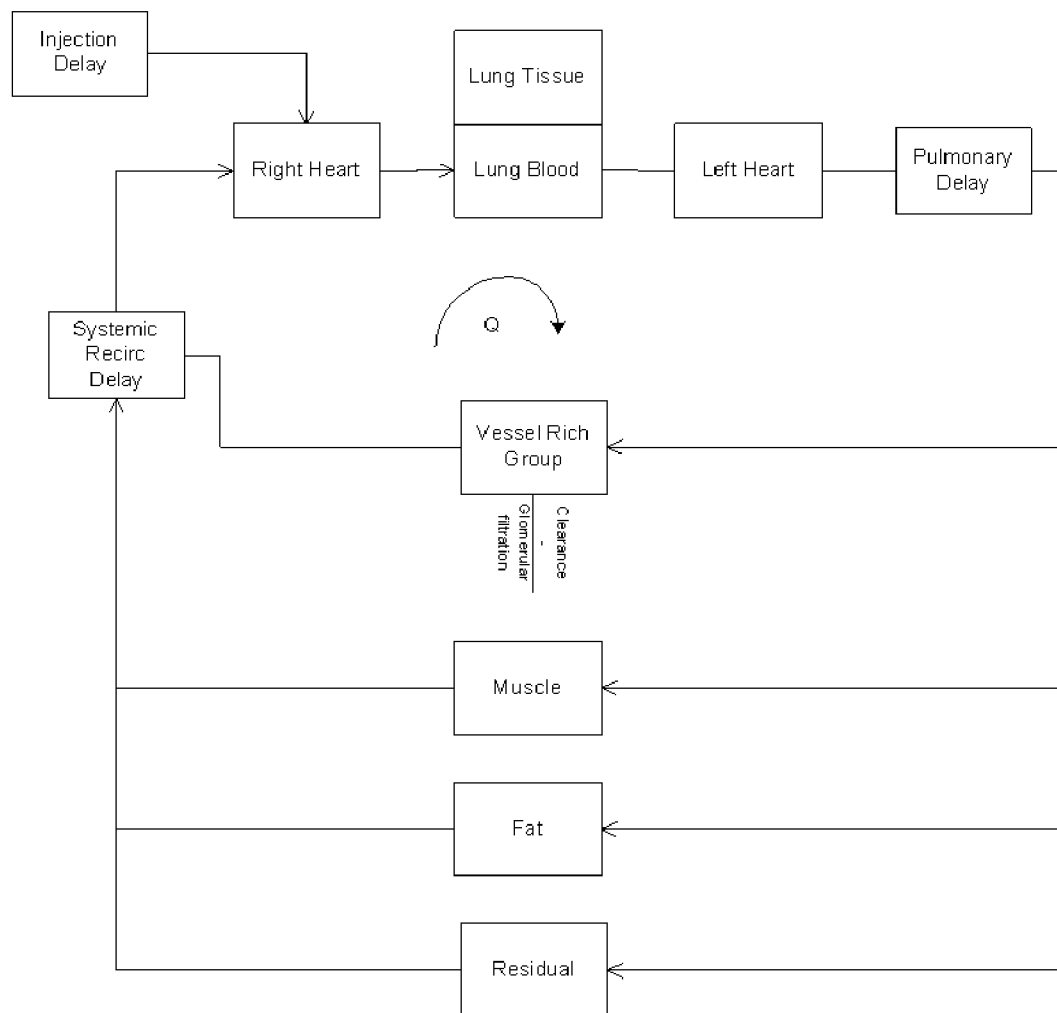 Injection
Delay
Lung Tissue
Right Heart
Lung Blood
Left Heart
Pulmonary
Delay
Q
Systemic
Recirc
Delay
Vessel Rich
Group
Clearance
-
Glomerular
filtration
Muscle
Fat
Residual